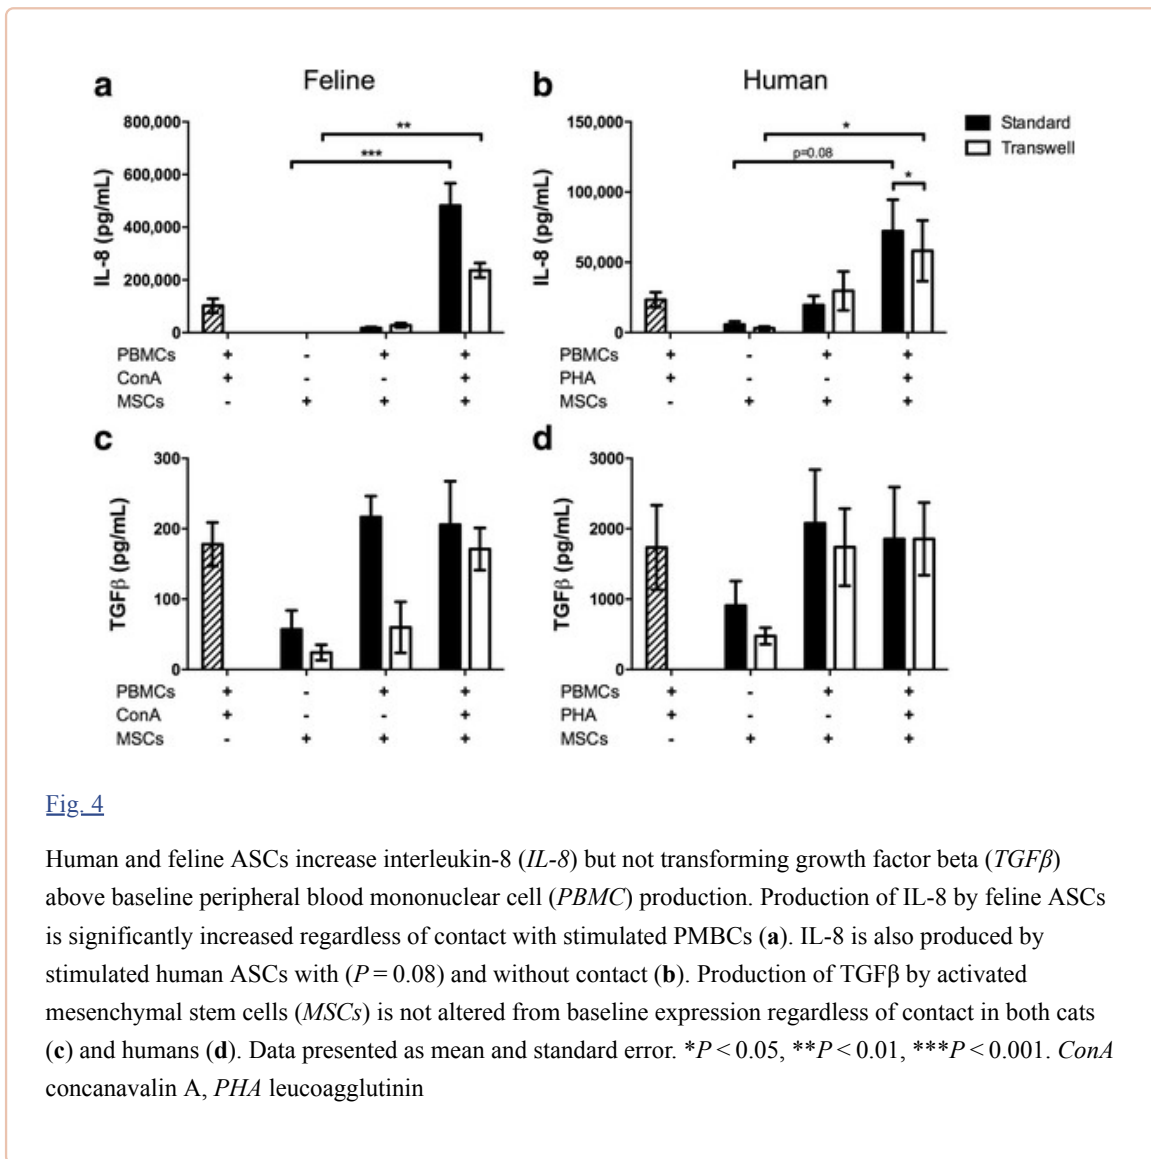 a Feline
800,000
600,000
400,000
200,000
0
IL-8 (pg/mL)
**
***
PBMCs + - + +
ConA + - - +
MSCs - + + +
b Human
150,000
100,000
50,000
0
IL-8 (pg/mL)
*
p=0.08
*
Standard
Transwell
PBMCs + - + +
PHA + - - +
MSCs - + + +
c
300
200
100
0
TGFβ (pg/mL)
PBMCs + - + +
ConA + - - +
MSCs - + + +
d
3000
2000
1000
0
TGFβ (pg/mL)
PBMCs + - + +
PHA + - - +
MSCs - + + +
Fig. 4
Human and feline ASCs increase interleukin-8 (IL-8) but not transforming growth factor beta (TGFβ)
above baseline peripheral blood mononuclear cell (PBMC) production. Production of IL-8 by feline ASCs
is significantly increased regardless of contact with stimulated PMBCs (a). IL-8 is also produced by
stimulated human ASCs with (P = 0.08) and without contact (b). Production of TGFβ by activated
mesenchymal stem cells (MSCs) is not altered from baseline expression regardless of contact in both cats
(c) and humans (d). Data presented as mean and standard error. *P < 0.05, **P < 0.01, ***P < 0.001. ConA
concanavalin A, PHA leucoagglutinin